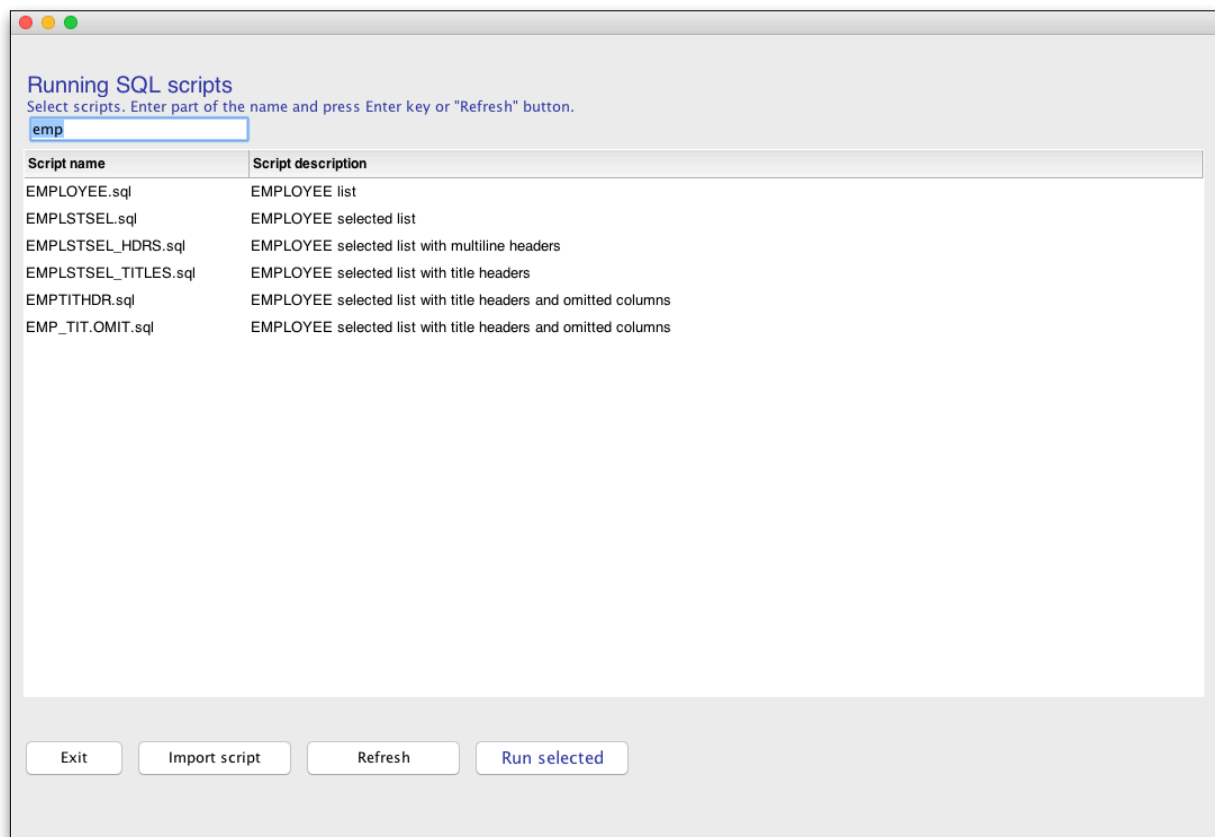 Running SQL scripts
Select scripts. Enter part of the name and press Enter key or "Refresh" button.
emp
Script name Script description
EMPLOYEE.sql EMPLOYEE list
EMPLSTSEL.sql EMPLOYEE selected list
EMPLSTSEL_HDRS.sql EMPLOYEE selected list with multiline headers
EMPLSTSEL_TITLES.sql EMPLOYEE selected list with title headers
EMPTITHDR.sql EMPLOYEE selected list with title headers and omitted columns
EMP_TIT.OMIT.sql EMPLOYEE selected list with title headers and omitted columns
Exit Import script Refresh Run selected